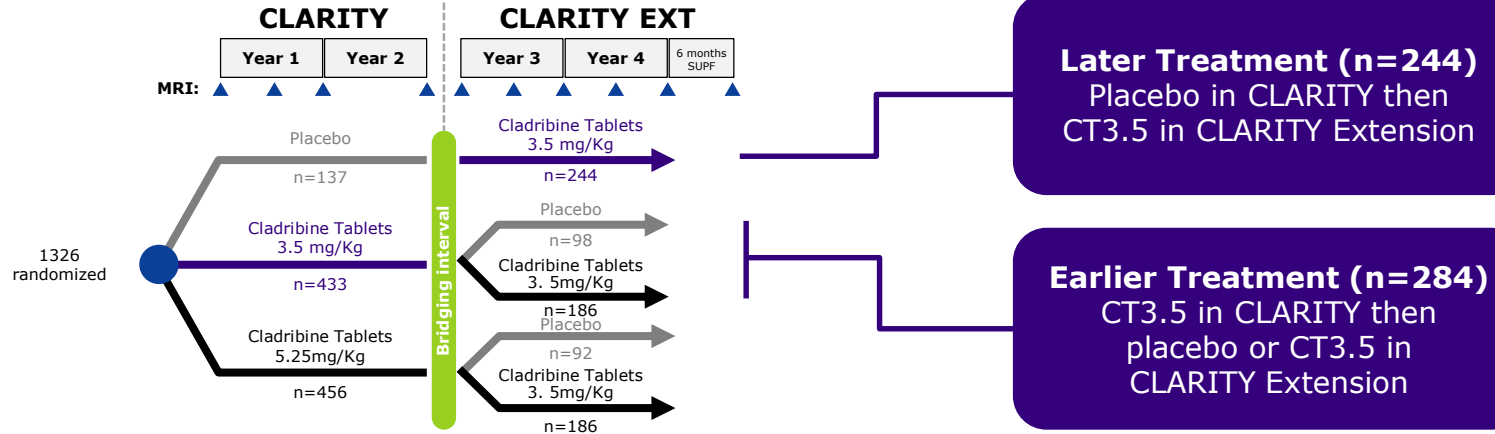 CLARITY
CLARITY EXT
Year 1
Year 2
Year 3
Year 4
6 months
SUPF
MRI:
1326
randomized
Placebo
n=137
Cladribine Tablets
3.5 mg/Kg
n=433
Cladribine Tablets
5.25mg/Kg
n=456
Bridging interval
Cladribine Tablets
3.5 mg/Kg
n=244
Placebo
n=98
Cladribine Tablets
3. 5mg/Kg
n=186
Placebo
n=92
Cladribine Tablets
3. 5mg/Kg
n=186
Later Treatment (n=244)
Placebo in CLARITY then
CT3.5 in CLARITY Extension
Earlier Treatment (n=284)
CT3.5 in CLARITY then
placebo or CT3.5 in
CLARITY Extension